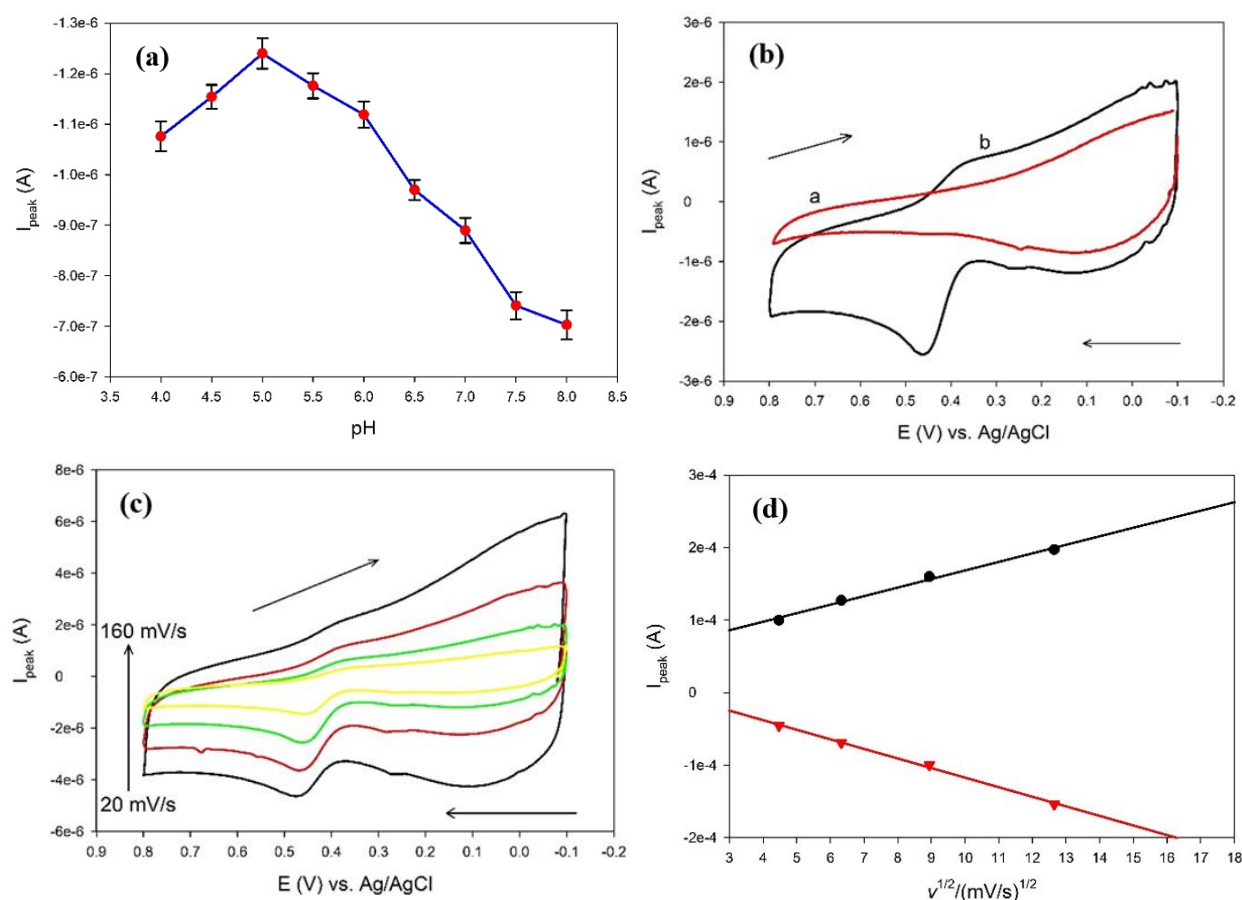 (a)
-1.3e-6
-1.2e-6
-1.1e-6
-1.0e-6
-9.0e-7
-8.0e-7
-7.0e-7
-6.0e-7
I_peak (A)
3.5 4.0 4.5 5.0 5.5 6.0 6.5 7.0 7.5 8.0 8.5
pH
(b)
3e-6
2e-6
1e-6
0
-1e-6
-2e-6
-3e-6
I_peak (A)
b
a
0.9 0.8 0.7 0.6 0.5 0.4 0.3 0.2 0.1 0.0 -0.1 -0.2
E (V) vs. Ag/AgCl
(c)
8e-6
6e-6
4e-6
2e-6
0
-2e-6
-4e-6
-6e-6
I_peak (A)
160 mV/s
20 mV/s
0.9 0.8 0.7 0.6 0.5 0.4 0.3 0.2 0.1 0.0 -0.1 -0.2
E (V) vs. Ag/AgCl
(d)
3e-4
2e-4
1e-4
0
-1e-4
-2e-4
I_peak (A)
3 4 5 6 7 8 9 10 11 12 13 14 15 16 17 18
v^1/2/(mV/s)^1/2